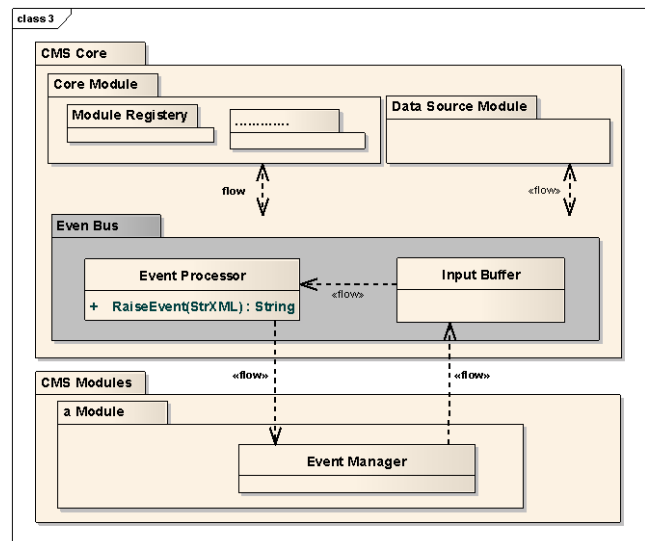 class 3
CMS Core
Core Module
Module Registery
.............
Data Source Module
flow
«flow»
Even Bus
Event Processor
+ RaiseEvent(StrXML) : String
Input Buffer
«flow»
«flow»
«flow»
CMS Modules
a Module
Event Manager